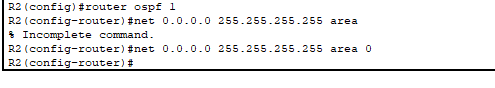 R2(config)#router ospf 1
R2(config-router)#net 0.0.0.0 255.255.255.255 area
% Incomplete command.
R2(config-router)#net 0.0.0.0 255.255.255.255 area 0
R2(config-router)#